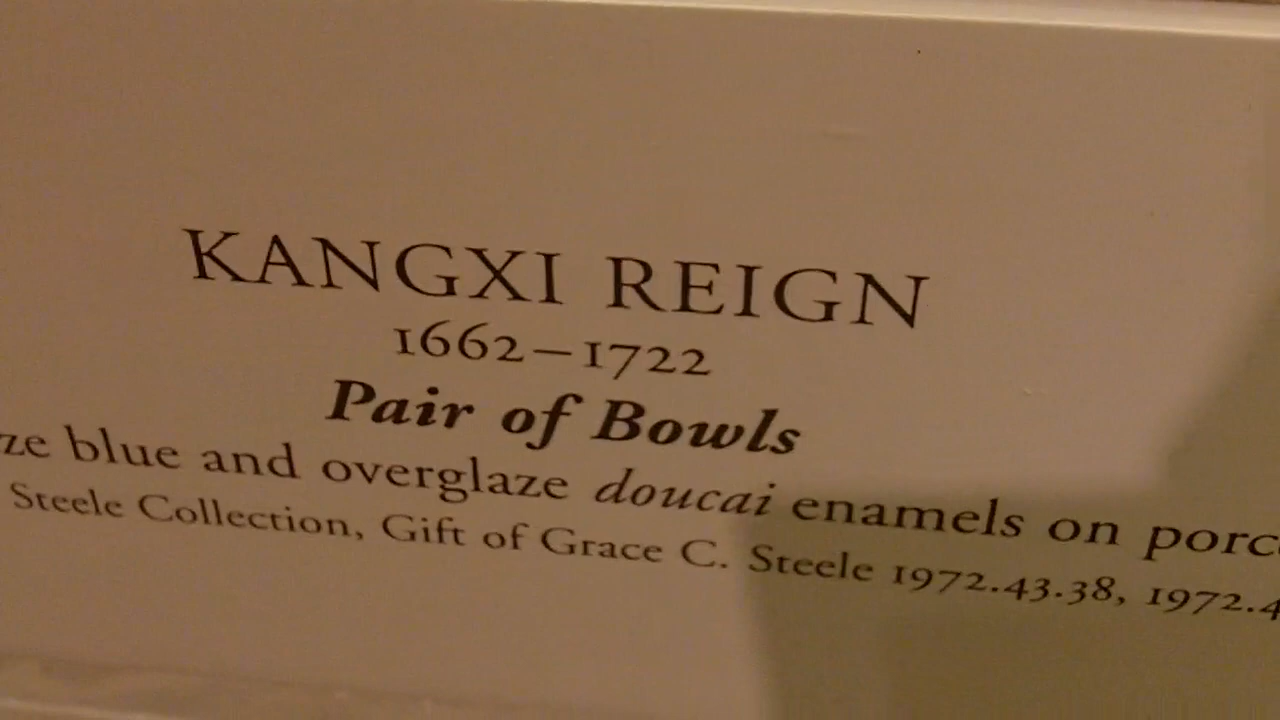 KANGXI REIGN
1662–1722
Pair of Bowls
ze blue and overglaze doucai enamels on porc
Steele Collection, Gift of Grace C. Steele 1972.43.38, 1972.4